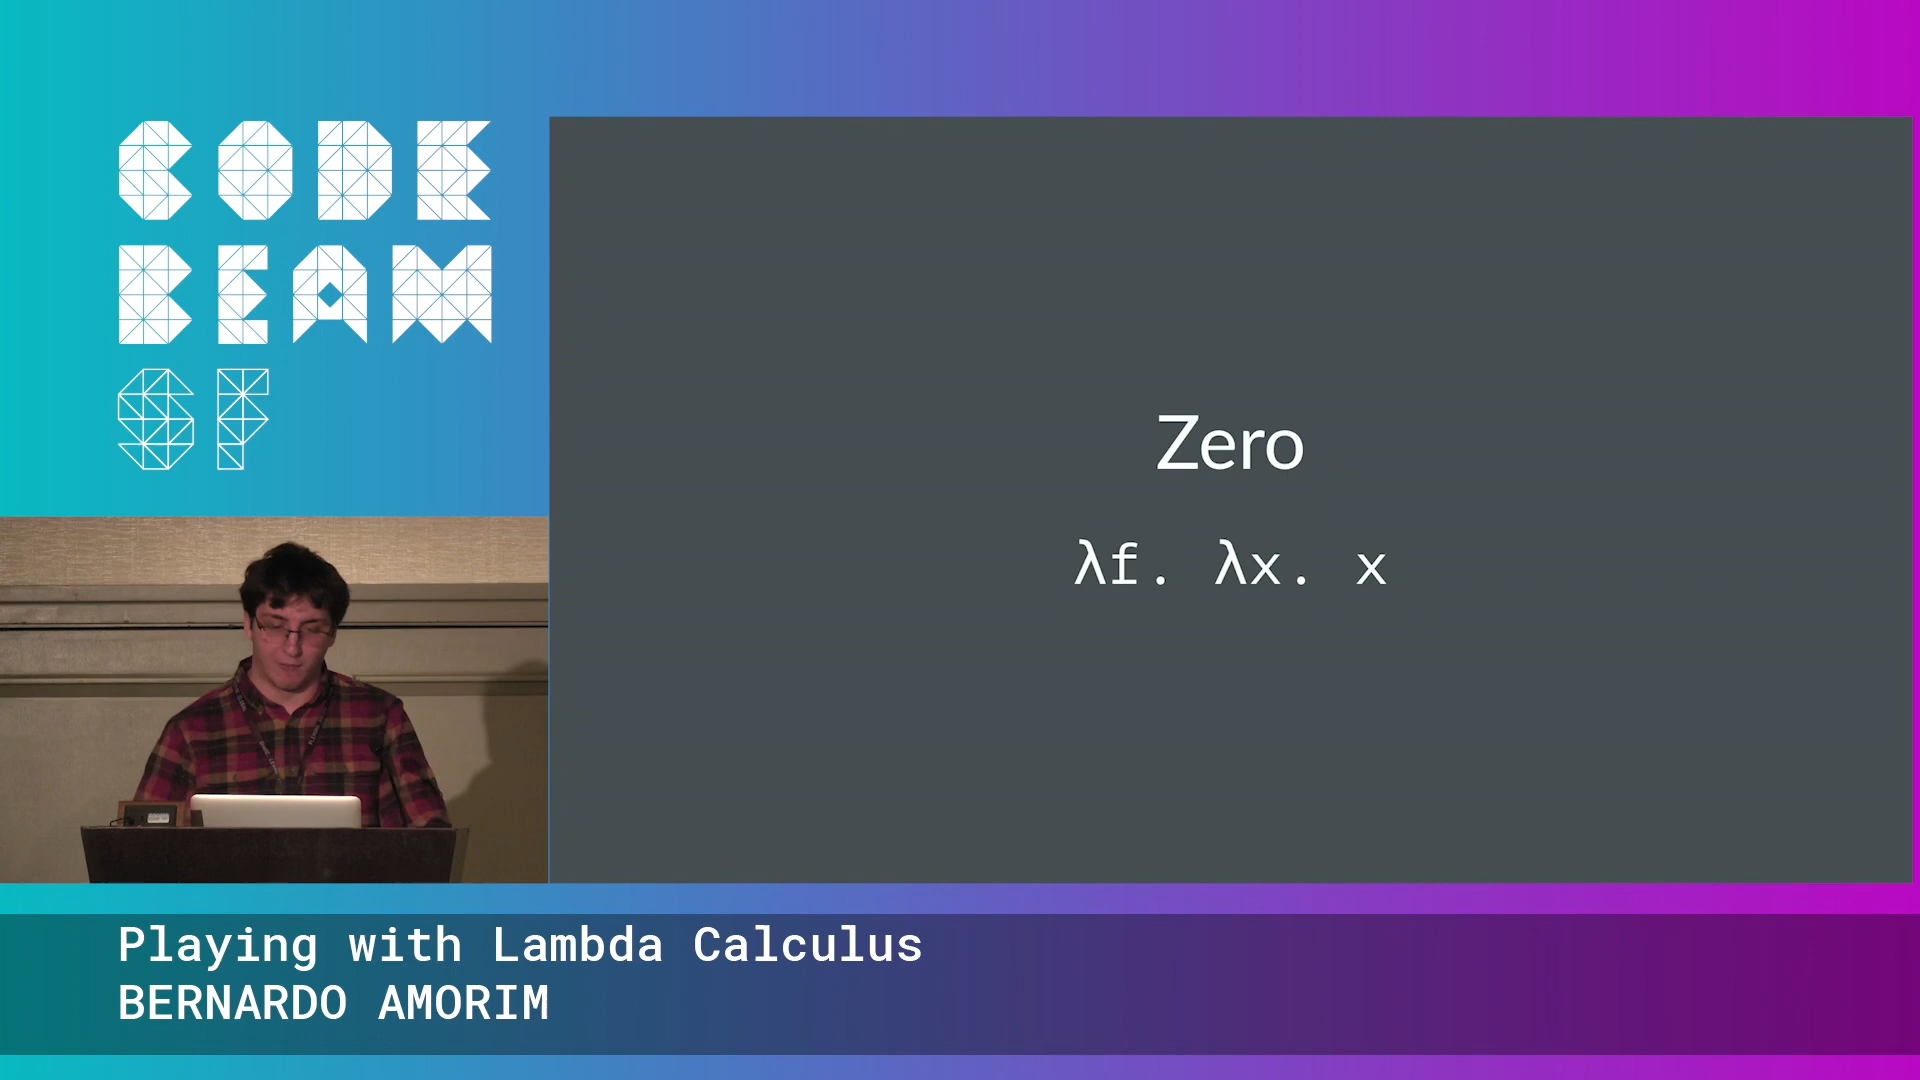 CODE
BEAM
SF
Zero
λf. λx. x
Playing with Lambda Calculus
BERNARDO AMORIM